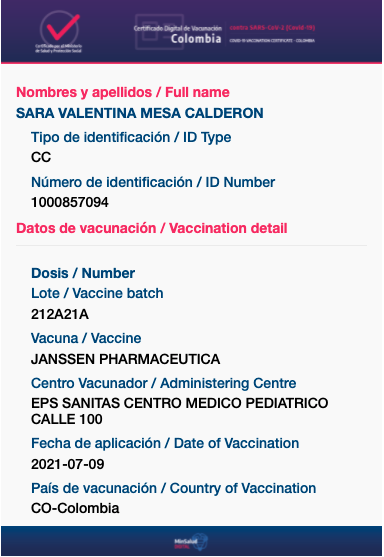 Certificado por el Ministerio
de Salud y Protección Social
Certificado Digital de Vacunación
Colombia
contra SARS-CoV-2 (Covid-19)
COVID-19 VACCINATION CERTIFICATE - COLOMBIA
Nombres y apellidos / Full name
SARA VALENTINA MESA CALDERON
Tipo de identificación / ID Type
CC
Número de identificación / ID Number
1000857094
Datos de vacunación / Vaccination detail
Dosis / Number
Lote / Vaccine batch
212A21A
Vacuna / Vaccine
JANSSEN PHARMACEUTICA
Centro Vacunador / Administering Centre
EPS SANITAS CENTRO MEDICO PEDIATRICO
CALLE 100
Fecha de aplicación / Date of Vaccination
2021-07-09
País de vacunación / Country of Vaccination
CO-Colombia
MinSalud
DIGITAL